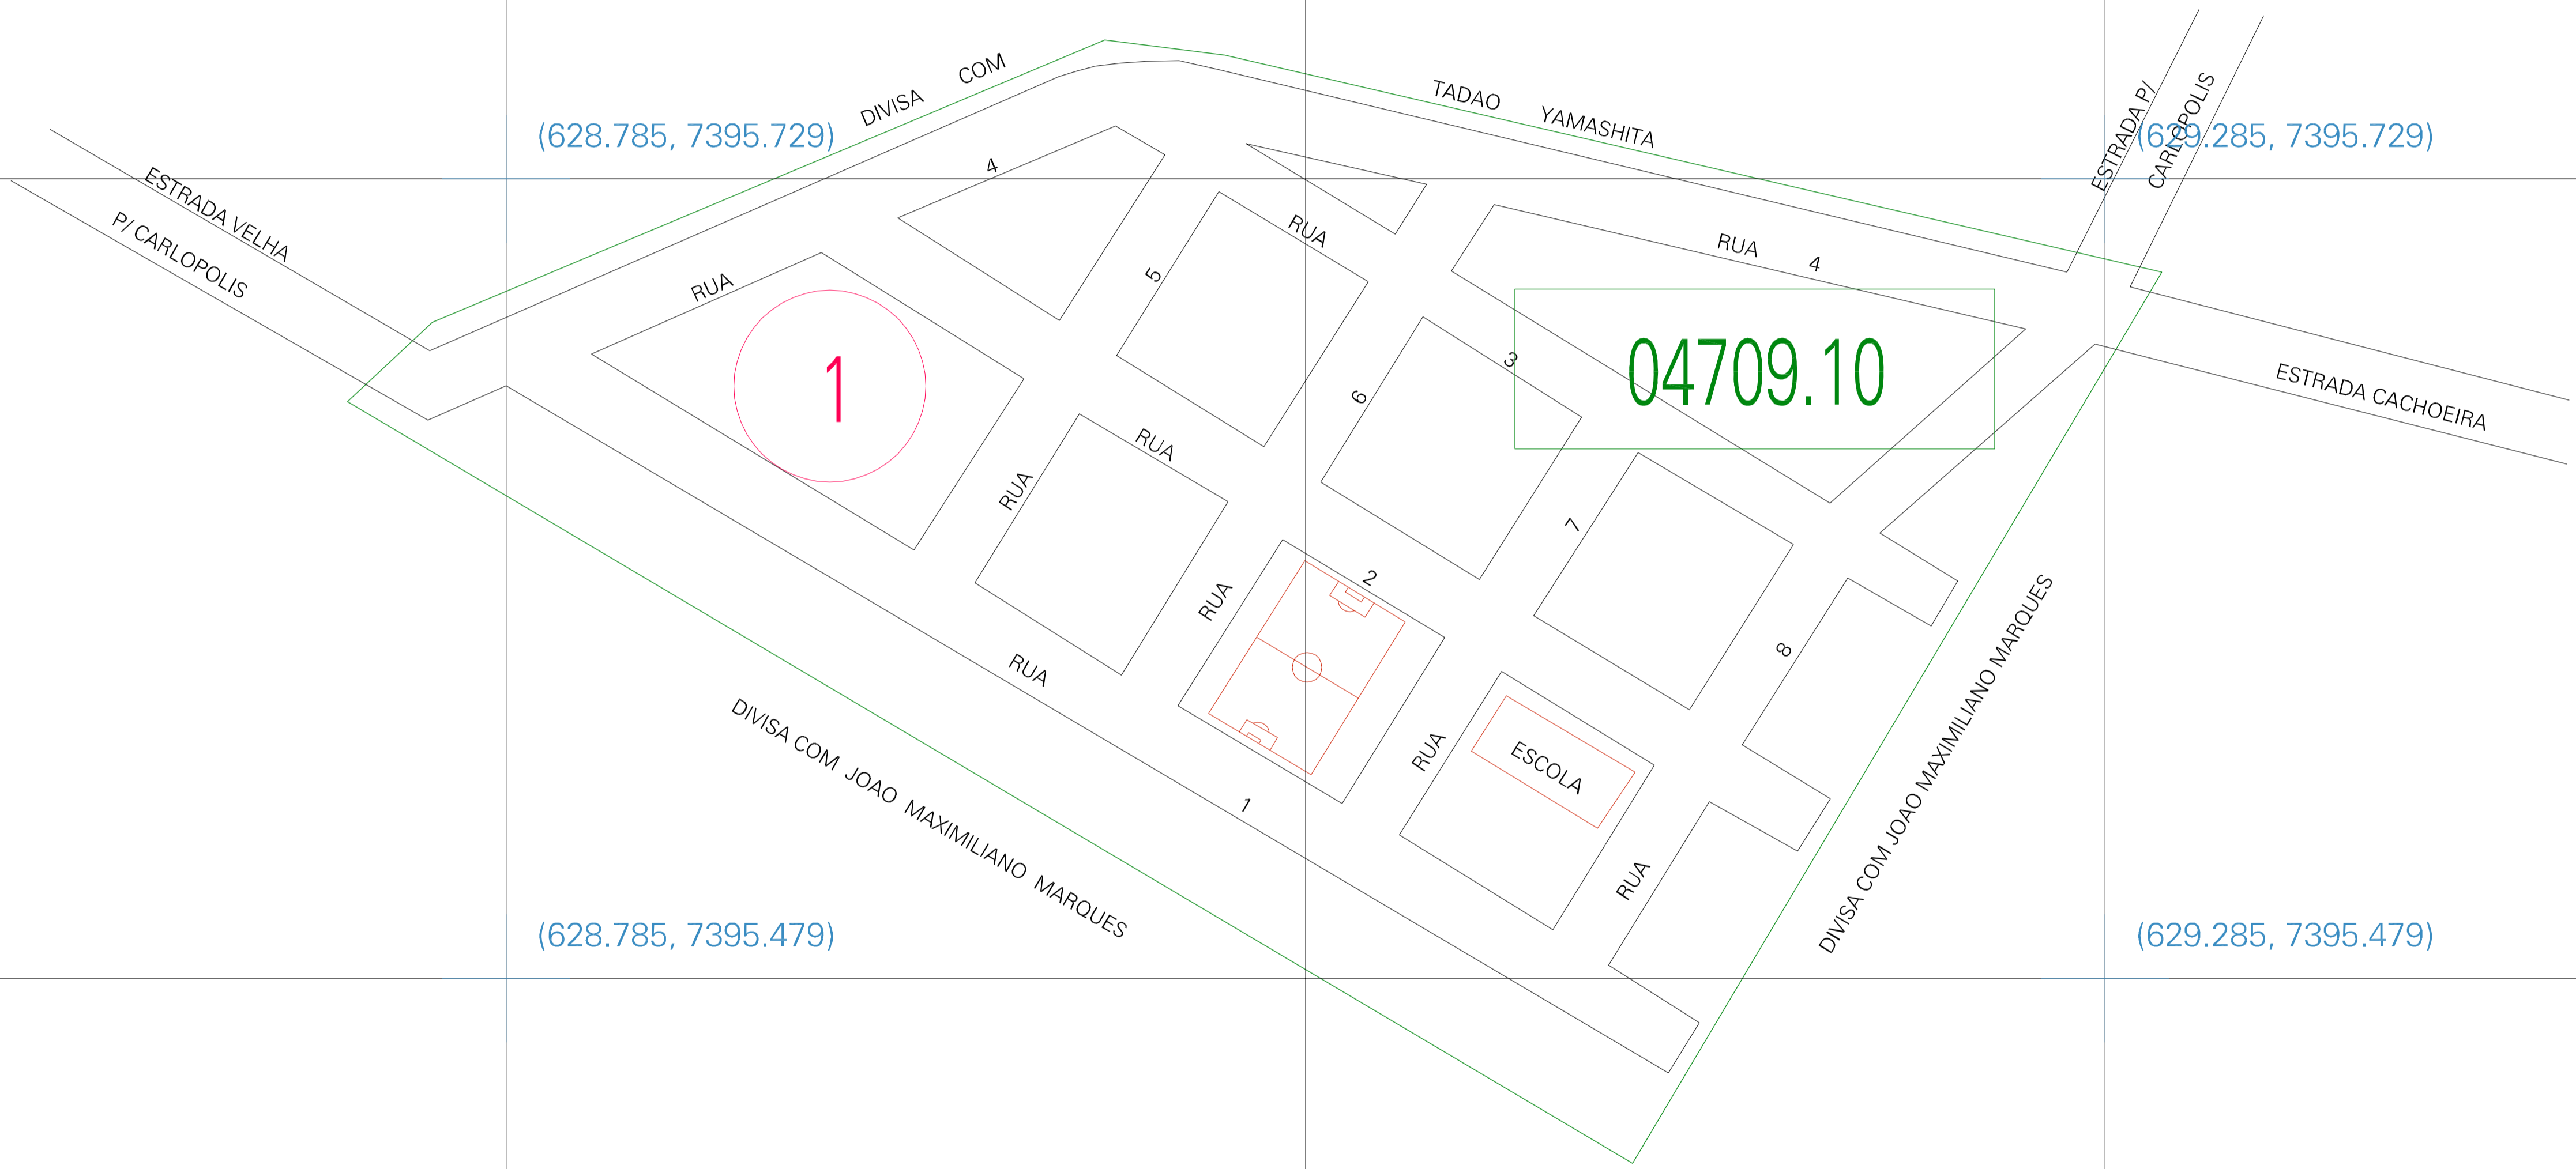 DIVISA COM
TADAO YAMASHITA
ESTRADA P/
CARLOPOLIS
(628.785, 7395.729)
(629.285, 7395.729)
ESTRADA VELHA
P/ CARLOPOLIS
RUA 4
RUA 5
RUA 3
RUA 4
1
04709.10
RUA 6
ESTRADA CACHOEIRA
RUA 2
RUA 7
RUA 8
RUA 1
ESCOLA
DIVISA COM JOAO MAXIMILIANO MARQUES
DIVISA COM JOAO MAXIMILIANO MARQUES
(628.785, 7395.479)
(629.285, 7395.479)